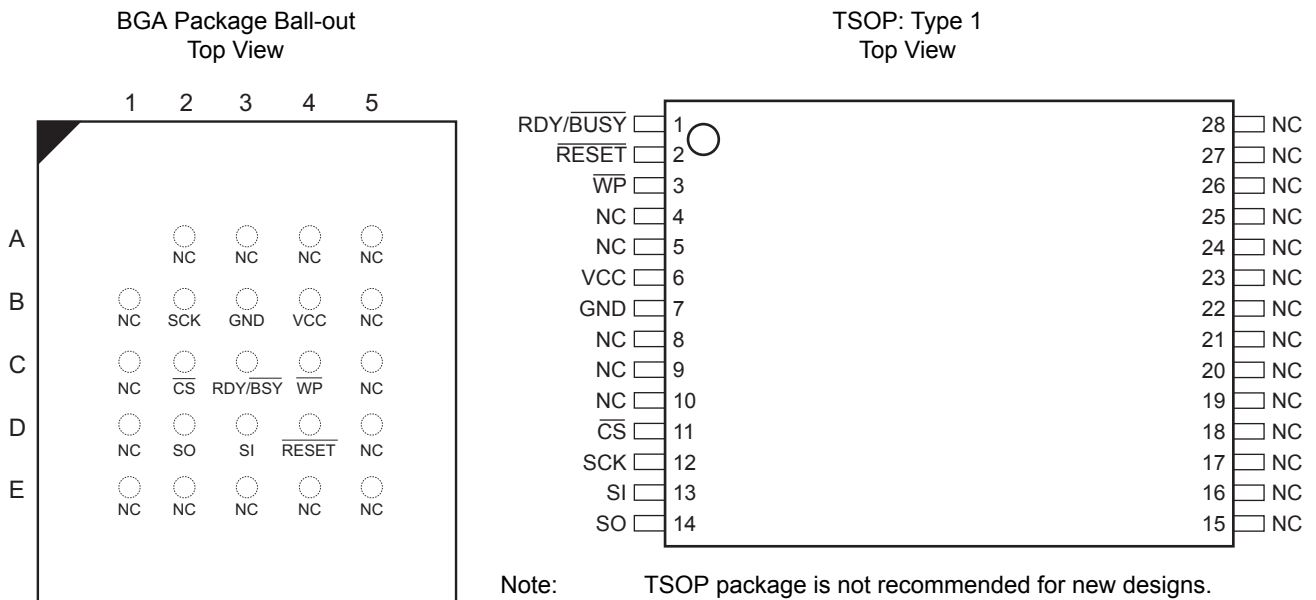 BGA Package Ball-out
Top View
1 2 3 4 5
A
NC NC NC NC
B
NC SCK GND VCC NC
C
NC CS RDY/BSY WP NC
D
NC SO SI RESET NC
E
NC NC NC NC NC
TSOP: Type 1
Top View
RDY/BUSY 1 28 NC
RESET 2 27 NC
WP 3 26 NC
NC 4 25 NC
NC 5 24 NC
VCC 6 23 NC
GND 7 22 NC
NC 8 21 NC
NC 9 20 NC
NC 10 19 NC
CS 11 18 NC
SCK 12 17 NC
SI 13 16 NC
SO 14 15 NC
Note: TSOP package is not recommended for new designs.